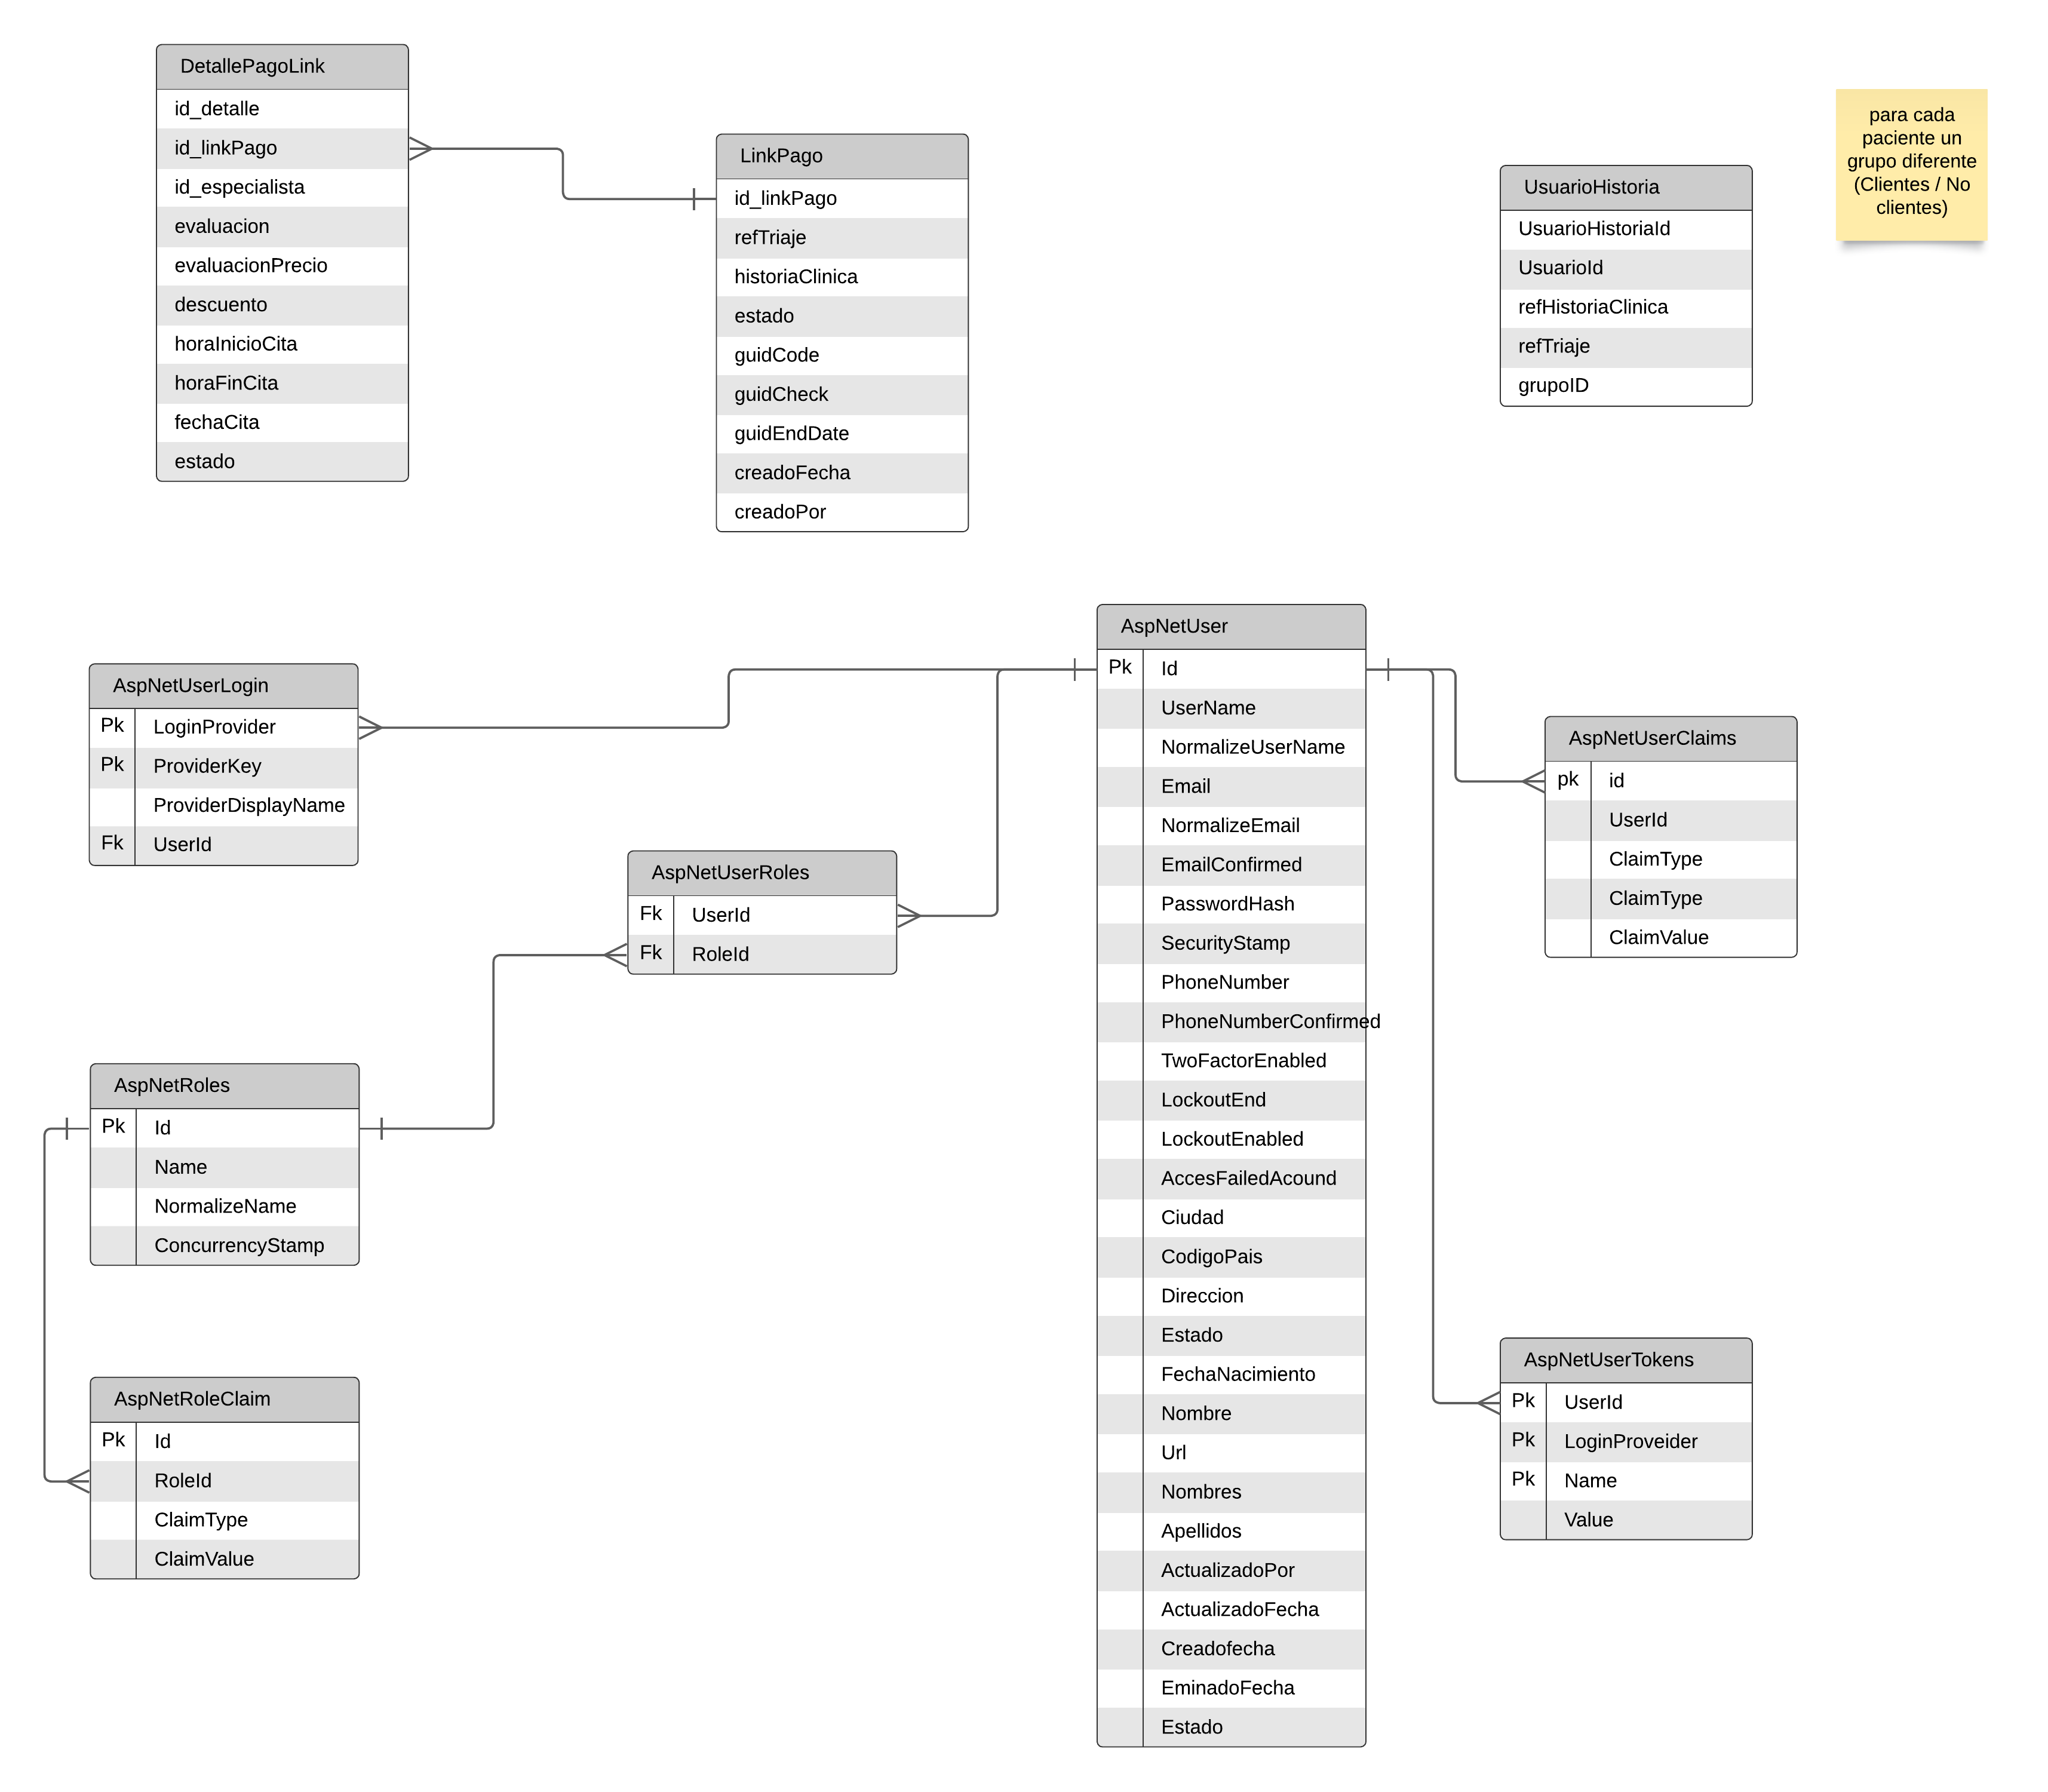 DetallePagoLink
id_detalle
id_linkPago
id_especialista
evaluacion
evaluacionPrecio
descuento
horaInicioCita
horaFinCita
fechaCita
estado
LinkPago
id_linkPago
refTriaje
historiaClinica
estado
guidCode
guidCheck
guidEndDate
creadoFecha
creadoPor
UsuarioHistoria
UsuarioHistoriaId
UsuarioId
refHistoriaClinica
refTriaje
grupoID
para cada
paciente un
grupo diferente
(Clientes / No
clientes)
AspNetUserLogin
Pk LoginProvider
Pk ProviderKey
ProviderDisplayName
Fk UserId
AspNetUserRoles
Fk UserId
Fk RoleId
AspNetRoles
Pk Id
Name
NormalizeName
ConcurrencyStamp
AspNetRoleClaim
Pk Id
RoleId
ClaimType
ClaimValue
AspNetUser
Pk Id
UserName
NormalizeUserName
Email
NormalizeEmail
EmailConfirmed
PasswordHash
SecurityStamp
PhoneNumber
PhoneNumberConfirmed
TwoFactorEnabled
LockoutEnd
LockoutEnabled
AccesFailedAcound
Ciudad
CodigoPais
Direccion
Estado
FechaNacimiento
Nombre
Url
Nombres
Apellidos
ActualizadoPor
ActualizadoFecha
Creadofecha
EminadoFecha
Estado
AspNetUserClaims
pk id
UserId
ClaimType
ClaimType
ClaimValue
AspNetUserTokens
Pk UserId
Pk LoginProveider
Pk Name
Value